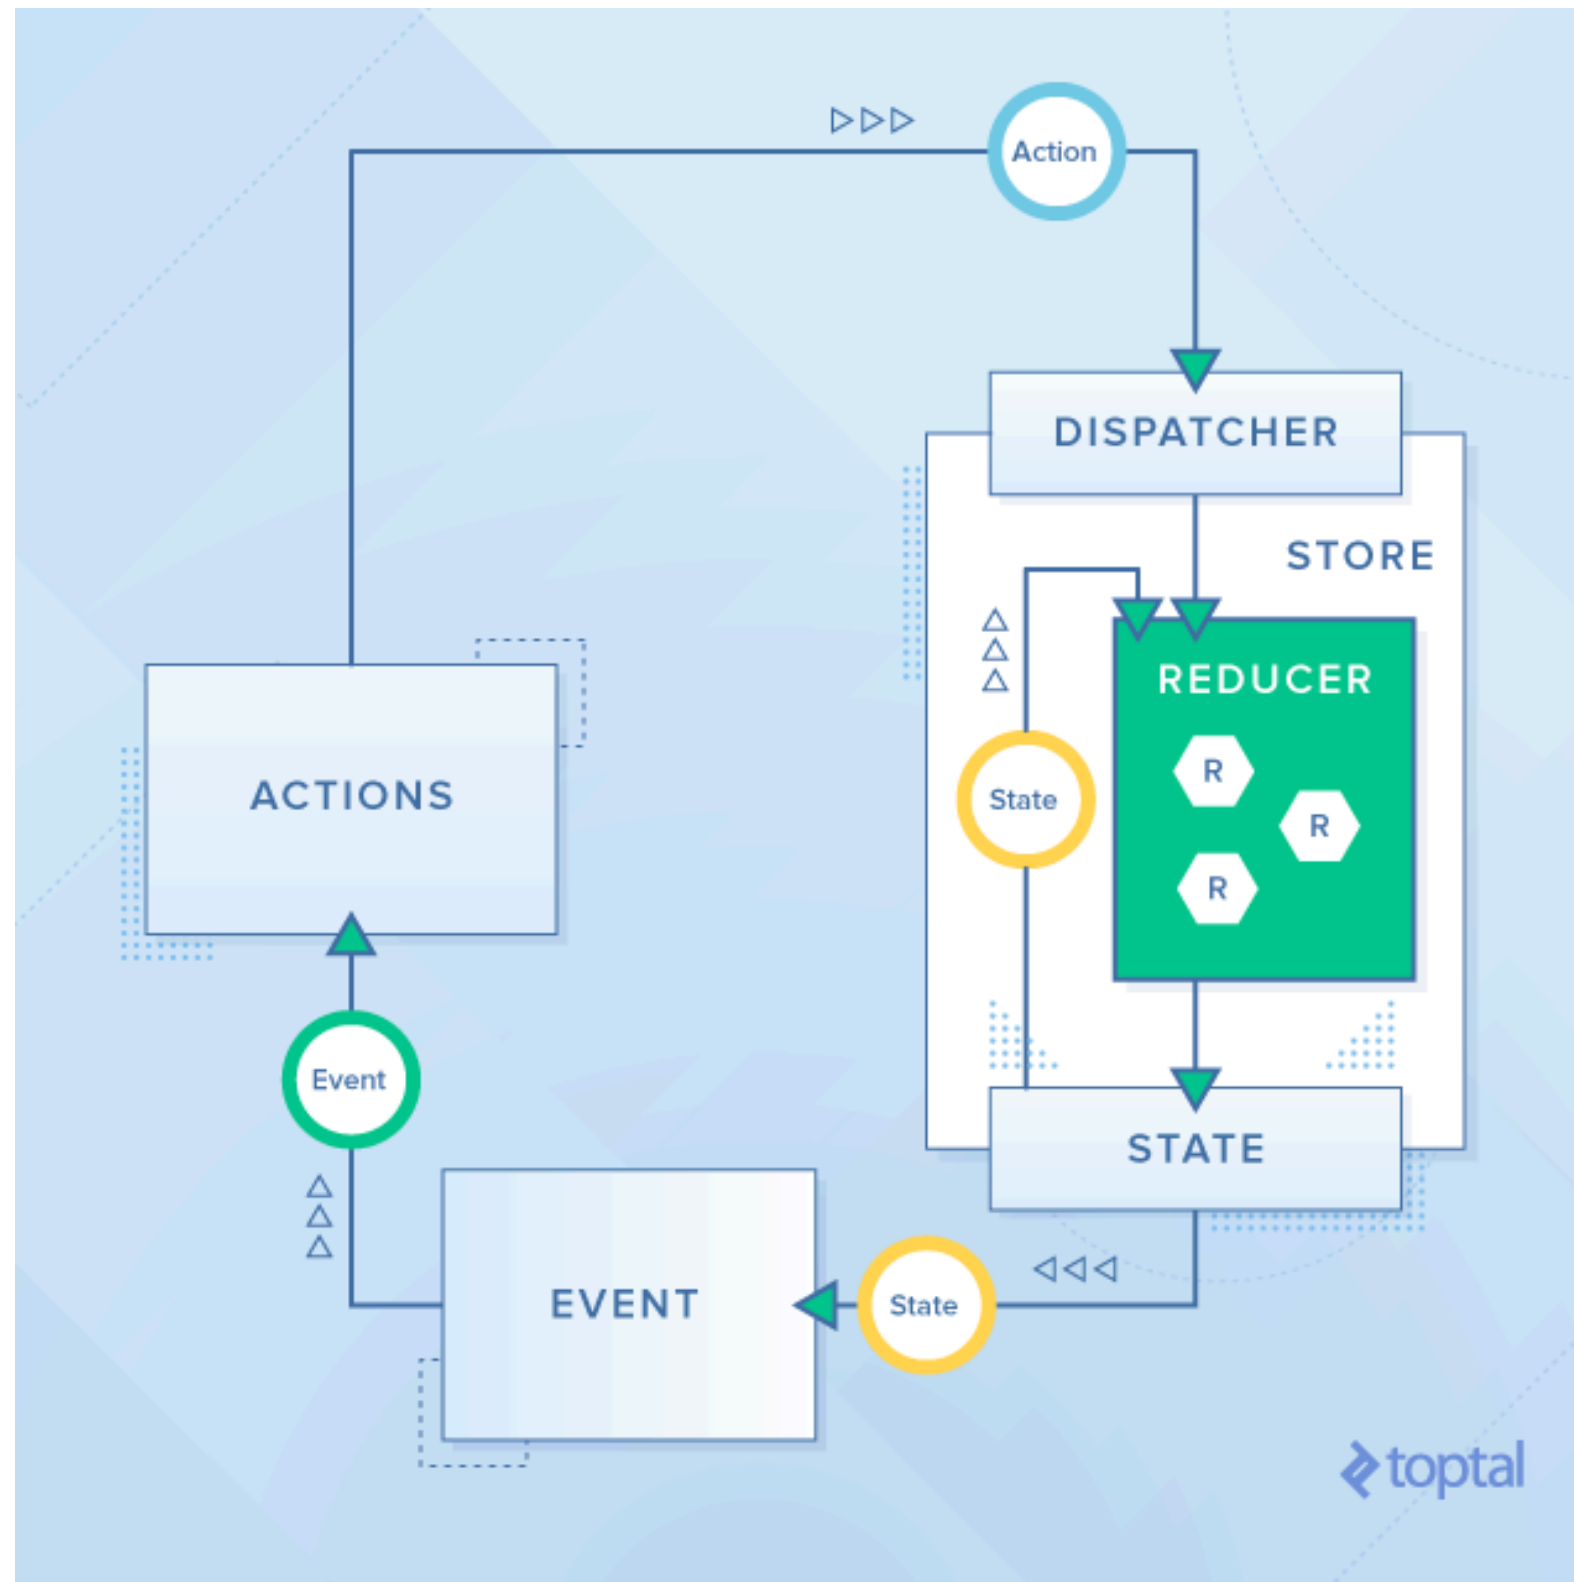 Action
DISPATCHER
STORE
REDUCER
R
R
R
State
ACTIONS
Event
STATE
EVENT
State
toptal